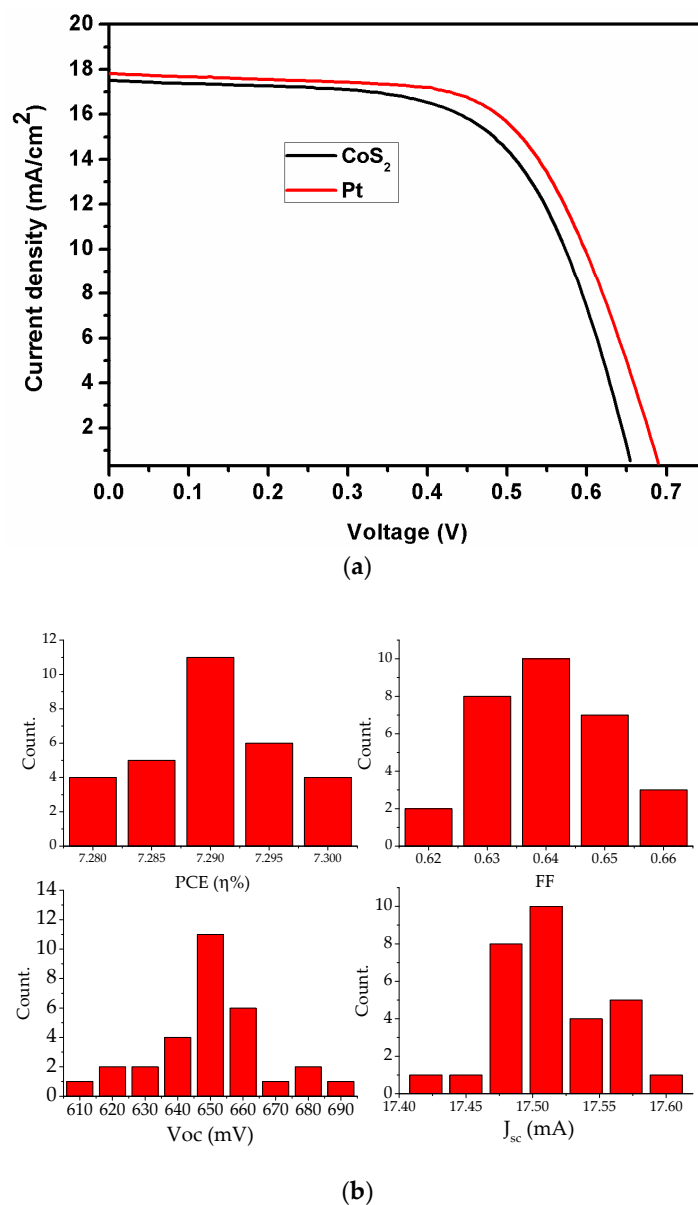 20
18
16
14
12
10
8
6
4
2
Current density (mA/cm²)
CoS₂
Pt
0.0 0.1 0.2 0.3 0.4 0.5 0.6 0.7
Voltage (V)
(a)
12
10
8
6
4
2
0
Count.
7.280 7.285 7.290 7.295 7.300
PCE (η%)
10
8
6
4
2
0
Count.
0.62 0.63 0.64 0.65 0.66
FF
14
12
10
8
6
4
2
0
Count.
610 620 630 640 650 660 670 680 690
Voc (mV)
10
8
6
4
2
0
Count.
17.40 17.45 17.50 17.55 17.60
Jsc (mA)
(b)